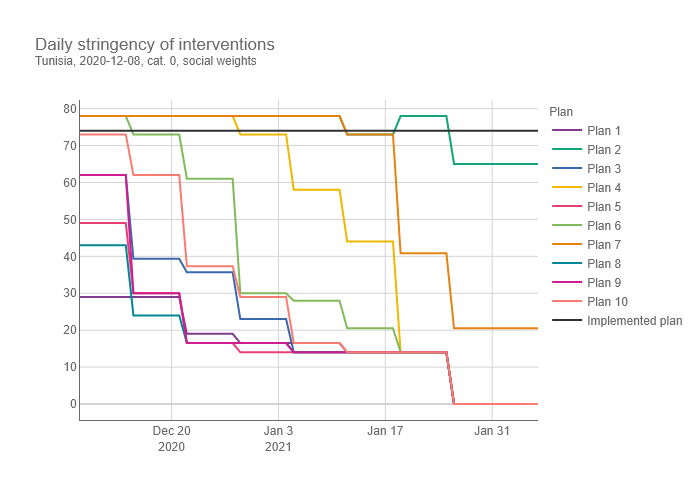 Daily stringency of interventions
Tunisia, 2020-12-08, cat. 0, social weights
80
70
60
50
40
30
20
10
0
Dec 20
2020
Jan 3
2021
Jan 17
Jan 31
Plan
Plan 1
Plan 2
Plan 3
Plan 4
Plan 5
Plan 6
Plan 7
Plan 8
Plan 9
Plan 10
Implemented plan